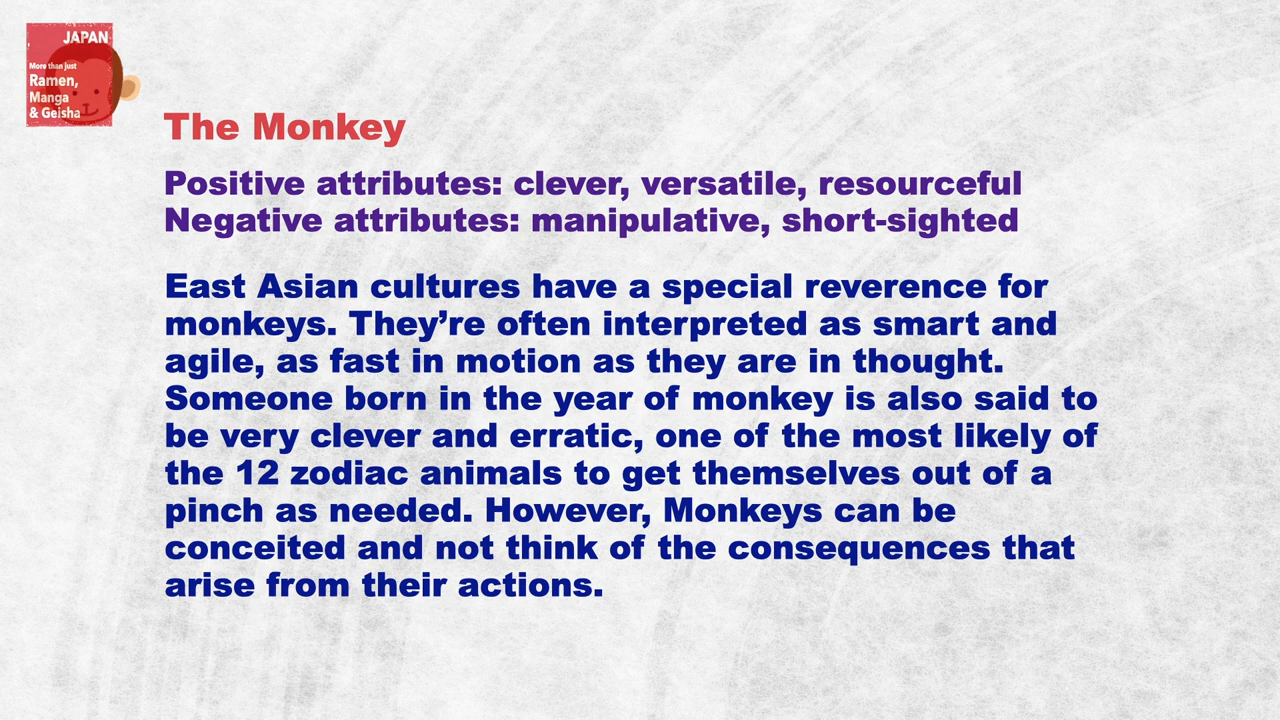 JAPAN
More than just
Ramen,
Manga
& Geisha
The Monkey
Positive attributes: clever, versatile, resourceful
Negative attributes: manipulative, short-sighted
East Asian cultures have a special reverence for
monkeys. They’re often interpreted as smart and
agile, as fast in motion as they are in thought.
Someone born in the year of monkey is also said to
be very clever and erratic, one of the most likely of
the 12 zodiac animals to get themselves out of a
pinch as needed. However, Monkeys can be
conceited and not think of the consequences that
arise from their actions.